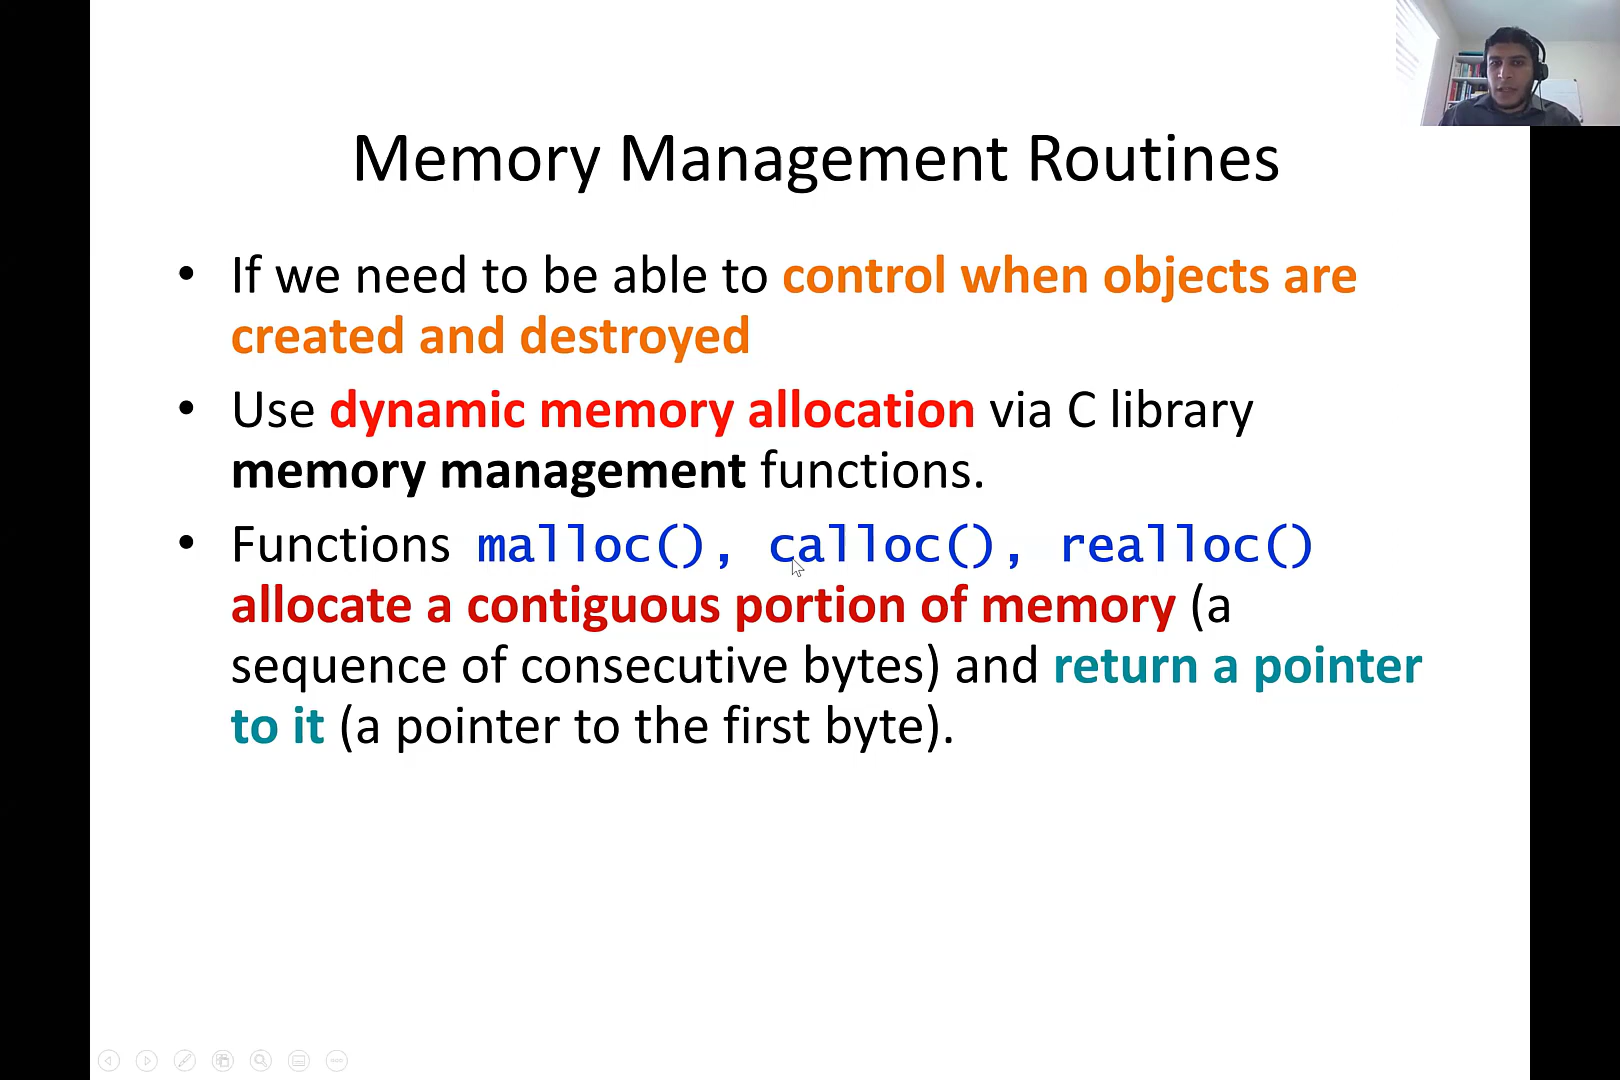 Memory Management Routines
• If we need to be able to control when objects are
created and destroyed
• Use dynamic memory allocation via C library
memory management functions.
• Functions malloc(), calloc(), realloc()
allocate a contiguous portion of memory (a
sequence of consecutive bytes) and return a pointer
to it (a pointer to the first byte).